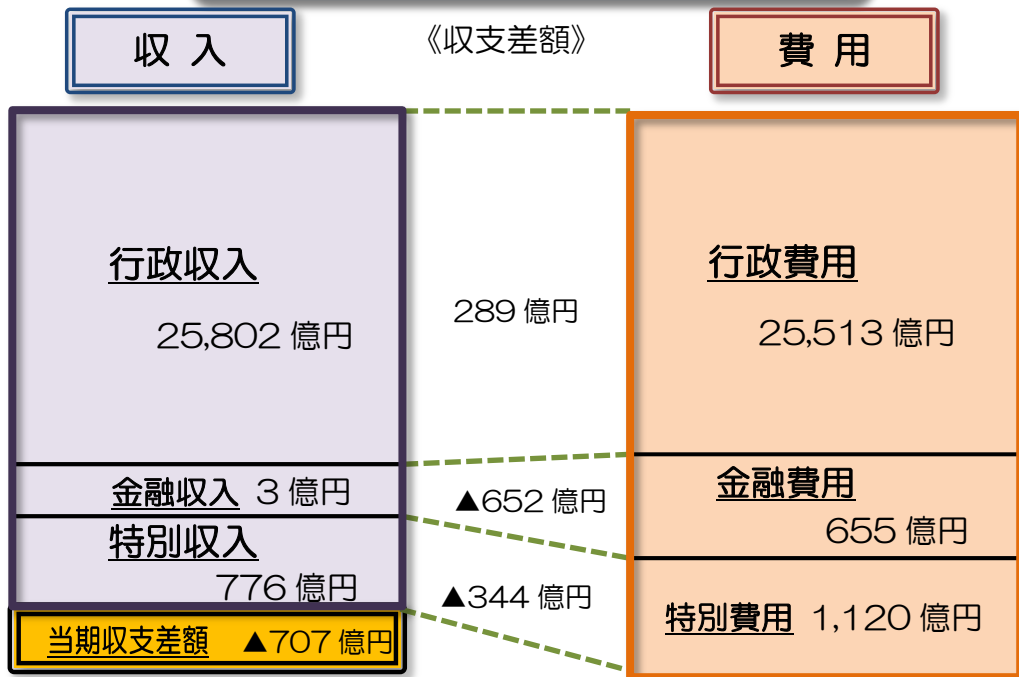 収 入
《収支差額》
費 用
行政収入
25,802 億円
289 億円
行政費用
25,513 億円
金融収入 3 億円
▲652 億円
金融費用
655 億円
特別収入
776 億円
▲344 億円
特別費用 1,120 億円
当期収支差額 ▲707 億円